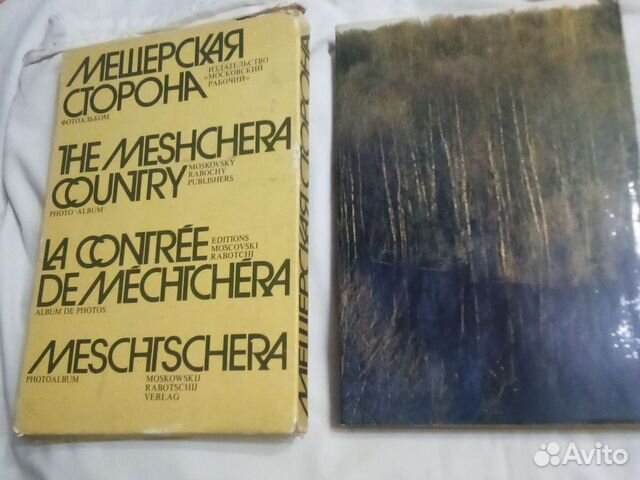 МЕЩЕРСКАЯ
СТОРОНА
ИЗДАТЕЛЬСТВО
«МОСКОВСКИЙ
РАБОЧИЙ»
ФОТОАЛЬБОМ
THE MESHCHERA
COUNTRY
MOSKOVSKY
RABOCHY
PUBLISHERS
PHOTO-ALBUM
LA CONTRÉE
DE MÉCHTCHÉRA
EDITIONS
MOSCOVSKI
RABOTCHI
ALBUM DE PHOTOS
MESCHTSCHERA
PHOTOALBUM
MOSKOWSKIJ
RABOTSCHIJ
VERLAG
МЕЩЕРСКАЯ СТОРОНА
Avito